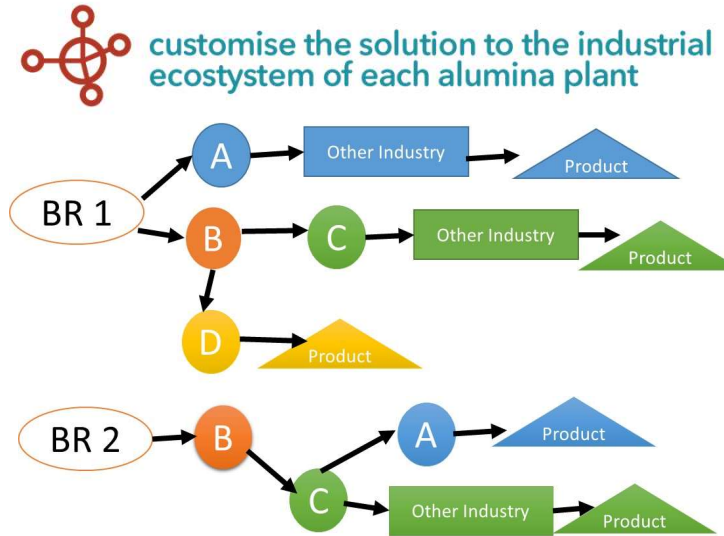 customise the solution to the industrial
ecostystem of each alumina plant
A
Other Industry
Product
BR 1
B
C
Other Industry
Product
D
Product
BR 2
B
A
Product
C
Other Industry
Product